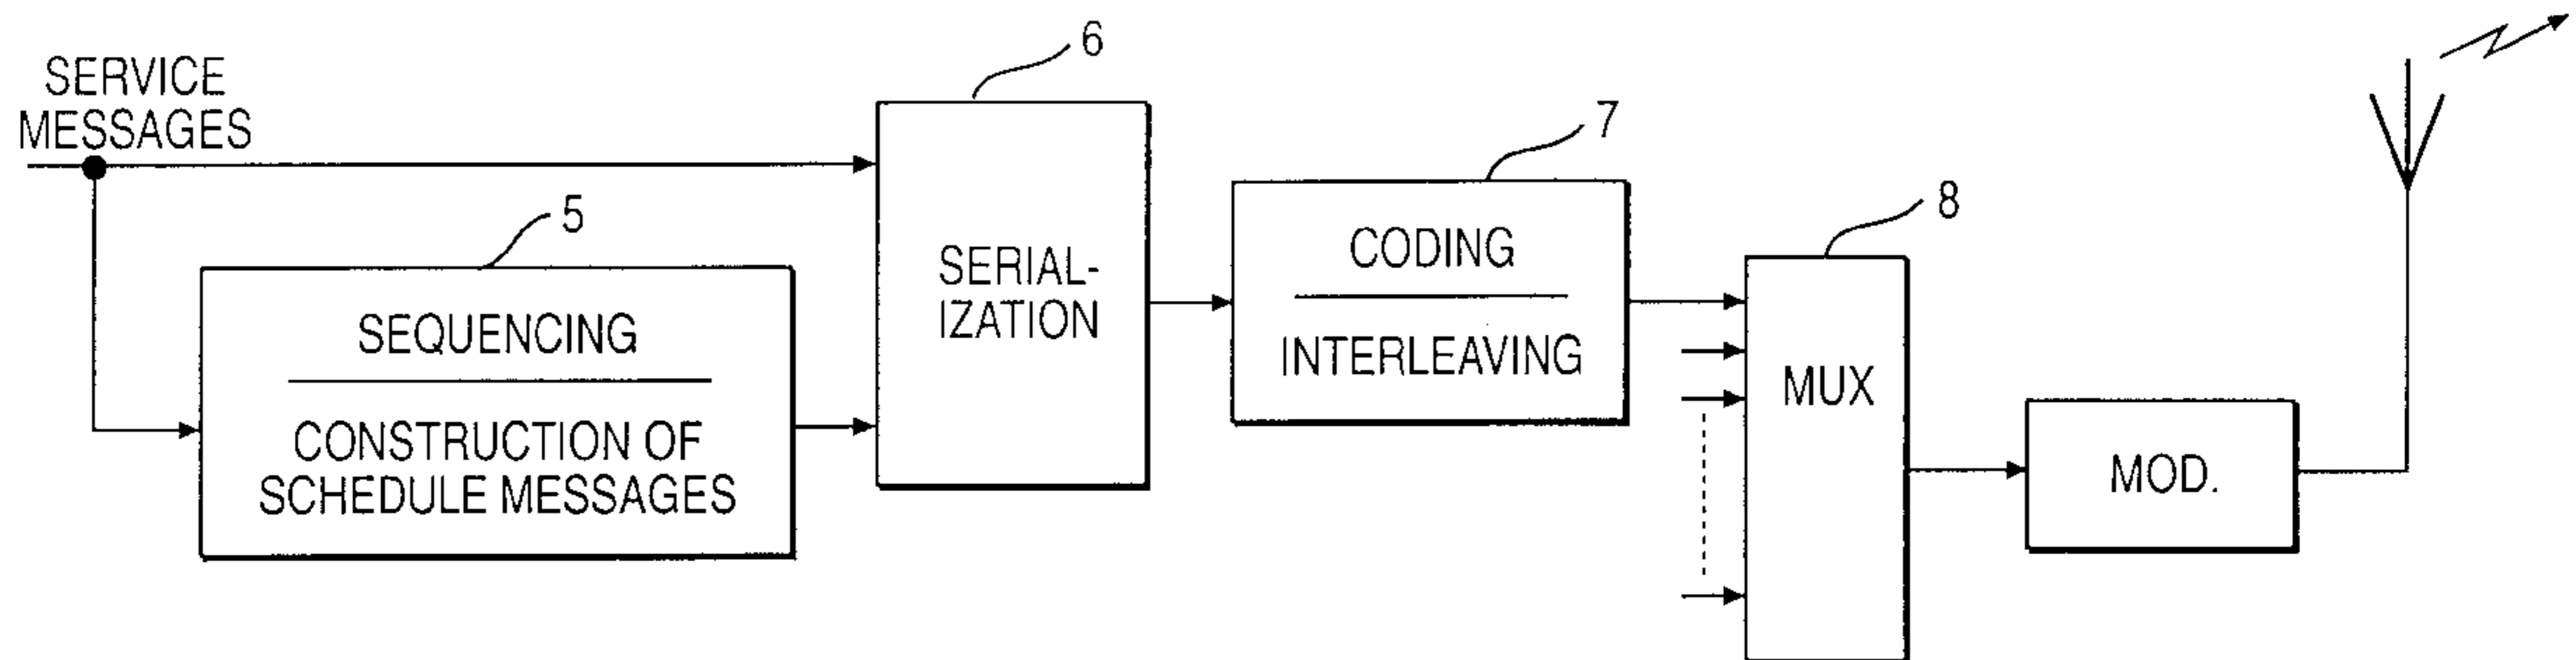 SERVICE
MESSAGES
5
SEQUENCING
CONSTRUCTION OF
SCHEDULE MESSAGES
6
SERIAL-
IZATION
7
CODING
INTERLEAVING
8
MUX
MOD.